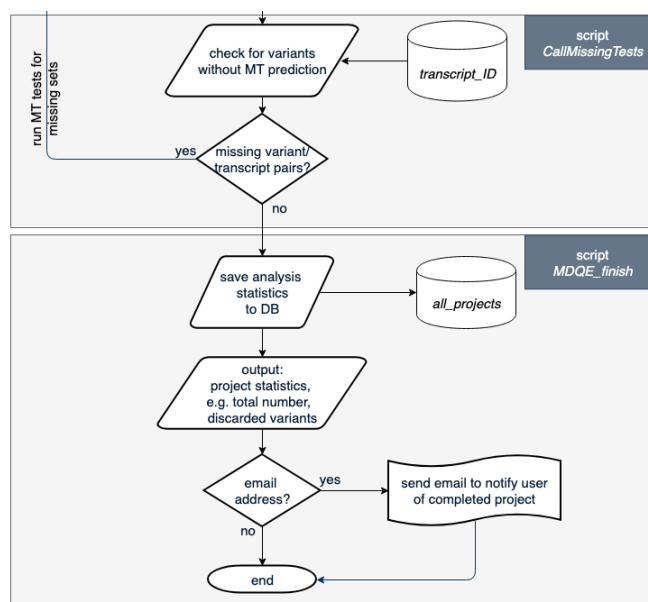 run MT tests for
missing sets
check for variants
without MT prediction
transcript_ID
script
CallMissingTests
yes
missing variant/
transcript pairs?
no
script
MDQE_finish
save analysis
statistics
to DB
all_projects
output:
project statistics,
e.g. total number,
discarded variants
email
address?
yes
send email to notify user
of completed project
no
end